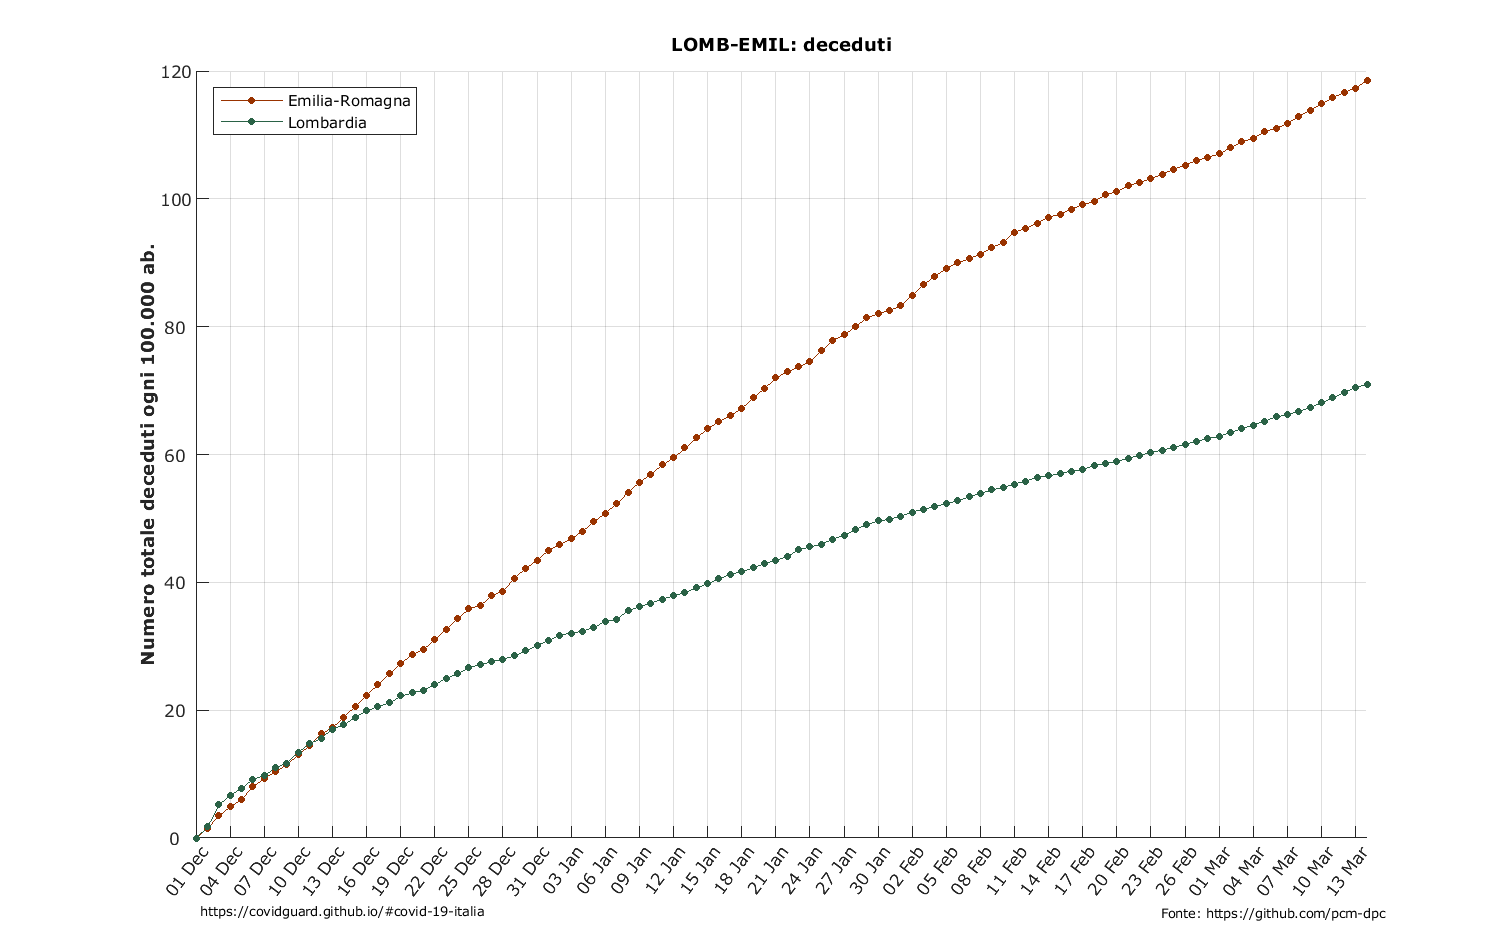 LOMB-EMIL: deceduti
Emilia-Romagna
Lombardia
Numero totale deceduti ogni 100.000 ab.
120
100
80
60
40
20
0
01 Dec
04 Dec
07 Dec
10 Dec
13 Dec
16 Dec
19 Dec
22 Dec
25 Dec
28 Dec
31 Dec
03 Jan
06 Jan
09 Jan
12 Jan
15 Jan
18 Jan
21 Jan
24 Jan
27 Jan
30 Jan
02 Feb
05 Feb
08 Feb
11 Feb
14 Feb
17 Feb
20 Feb
23 Feb
26 Feb
01 Mar
04 Mar
07 Mar
10 Mar
13 Mar
https://covidguard.github.io/#covid-19-italia
Fonte: https://github.com/pcm-dpc